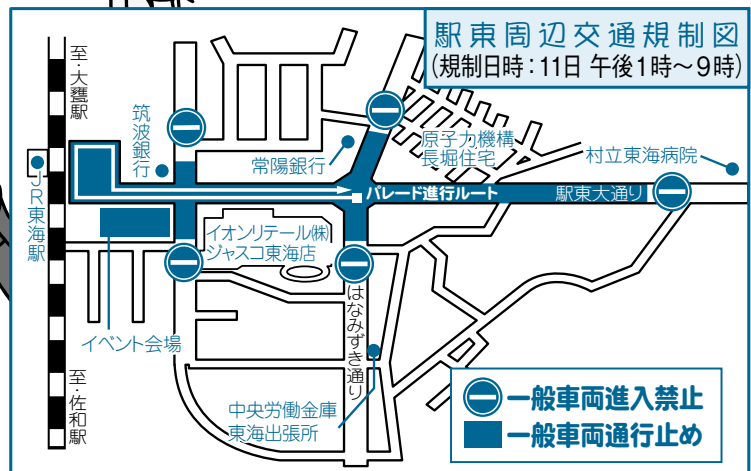 駅東周辺交通規制図
(規制日時：11日 午後1時～9時)
至・大甕駅
筑波銀行
常陽銀行
原子力機構
長堀住宅
村立東海病院
JR東海駅
パレード進行ルート
駅東大通り
イオンリテール㈱
ジャスコ東海店
イベント会場
はなみずき通り
至・佐和駅
中央労働金庫
東海出張所
一般車両進入禁止
一般車両通行止め